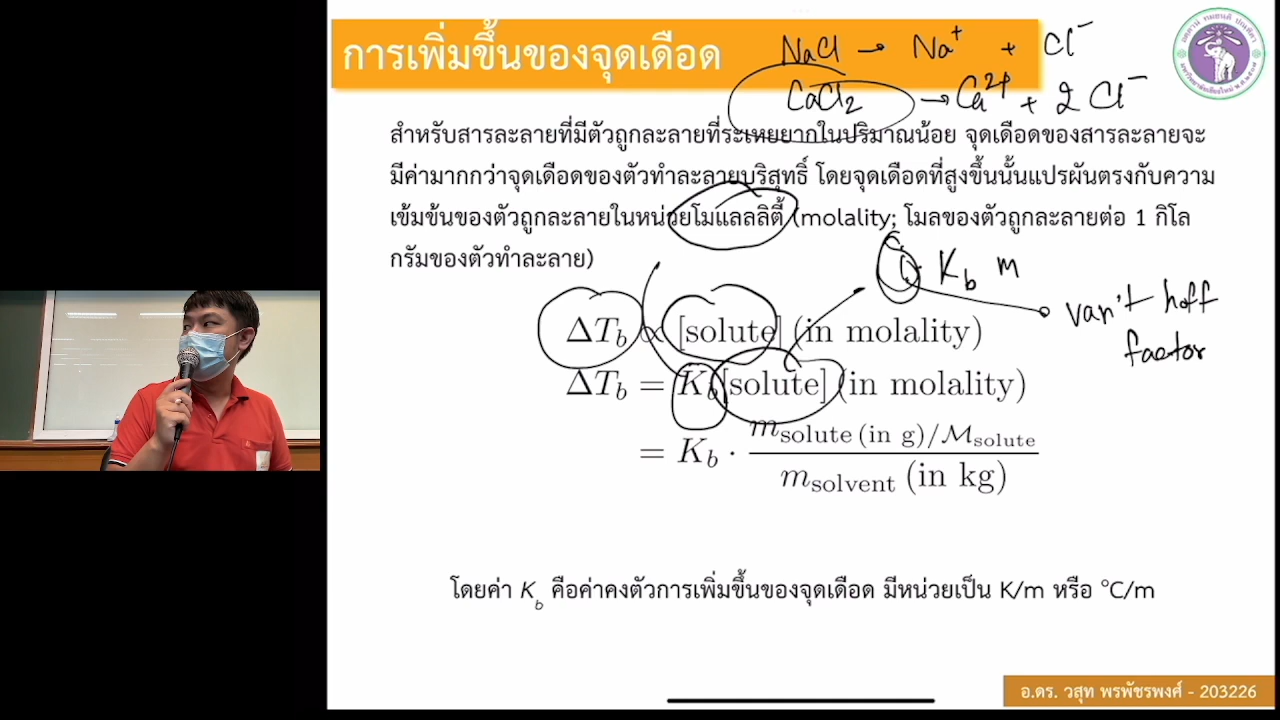 การเพิ่มขึ้นของจุดเดือด
NaCl → Na⁺ + Cl⁻
CaCl₂ → Ca²⁺ + 2 Cl⁻
สำหรับสารละลายที่มีตัวถูกละลายที่ระเหยยากในปริมาณน้อย จุดเดือดของสารละลายจะ
มีค่ามากกว่าจุดเดือดของตัวทำละลายบริสุทธิ์ โดยจุดเดือดที่สูงขึ้นนั้นแปรผันตรงกับความ
เข้มข้นของตัวถูกละลายในหน่วยโมแลลลิตี้ (molality; โมลของตัวถูกละลายต่อ 1 กิโล
กรัมของตัวทำละลาย)
i K_b m
van't hoff
factor
ΔT_b ∝ [solute] (in molality)
ΔT_b = K_b[solute] (in molality)
= K_b · m_solute (in g)/ℳ_solute
m_solvent (in kg)
โดยค่า K_b คือค่าคงตัวการเพิ่มขึ้นของจุดเดือด มีหน่วยเป็น K/m หรือ °C/m
อ.ดร. วสุท พรพัชรพงศ์ - 203226